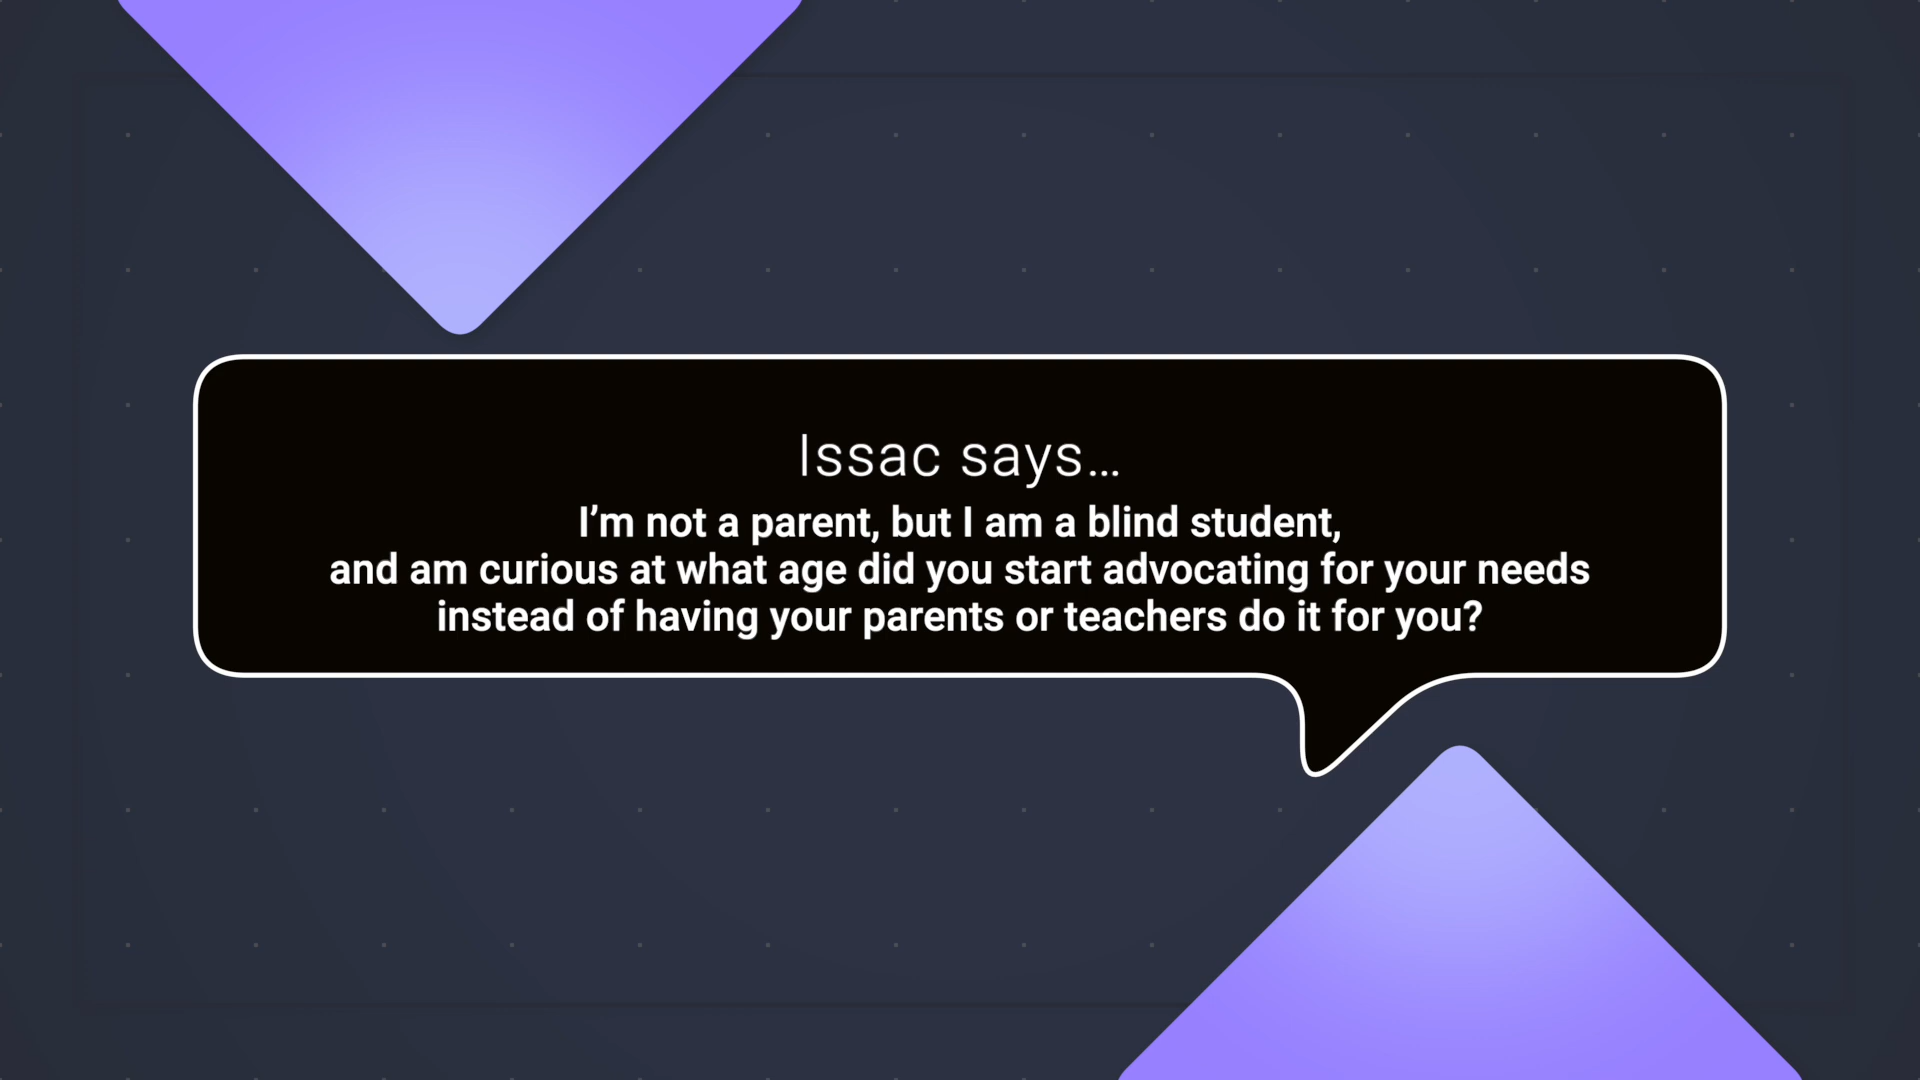 Issac says…
I’m not a parent, but I am a blind student,
and am curious at what age did you start advocating for your needs
instead of having your parents or teachers do it for you?